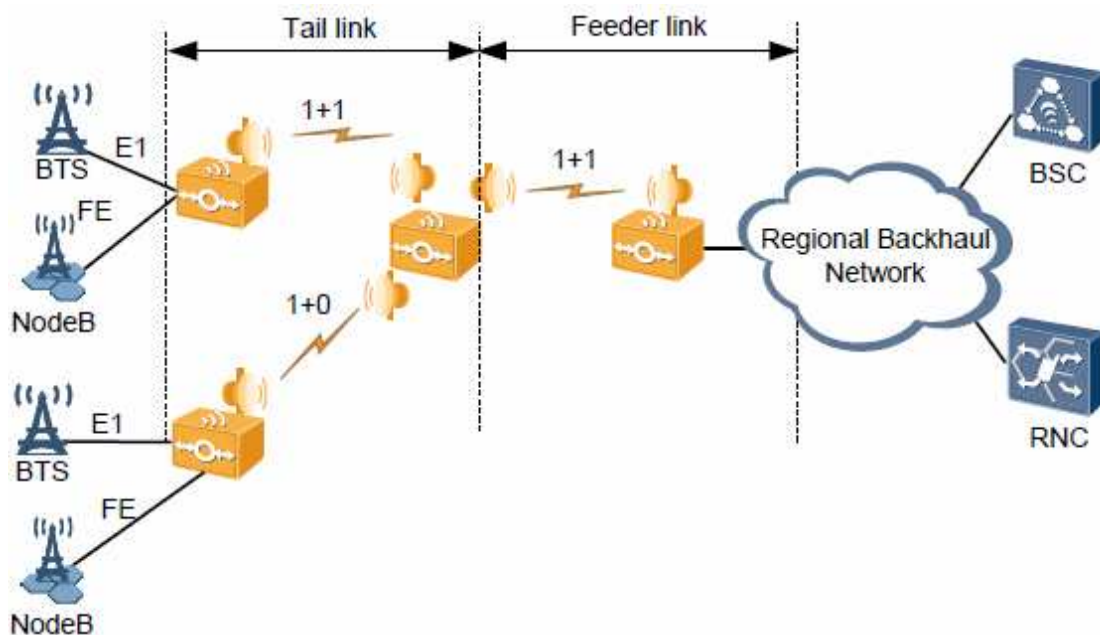 Tail link
Feeder link
1+1
E1
BTS
FE
NodeB
1+1
BSC
Regional Backhaul
Network
1+0
E1
BTS
FE
NodeB
RNC